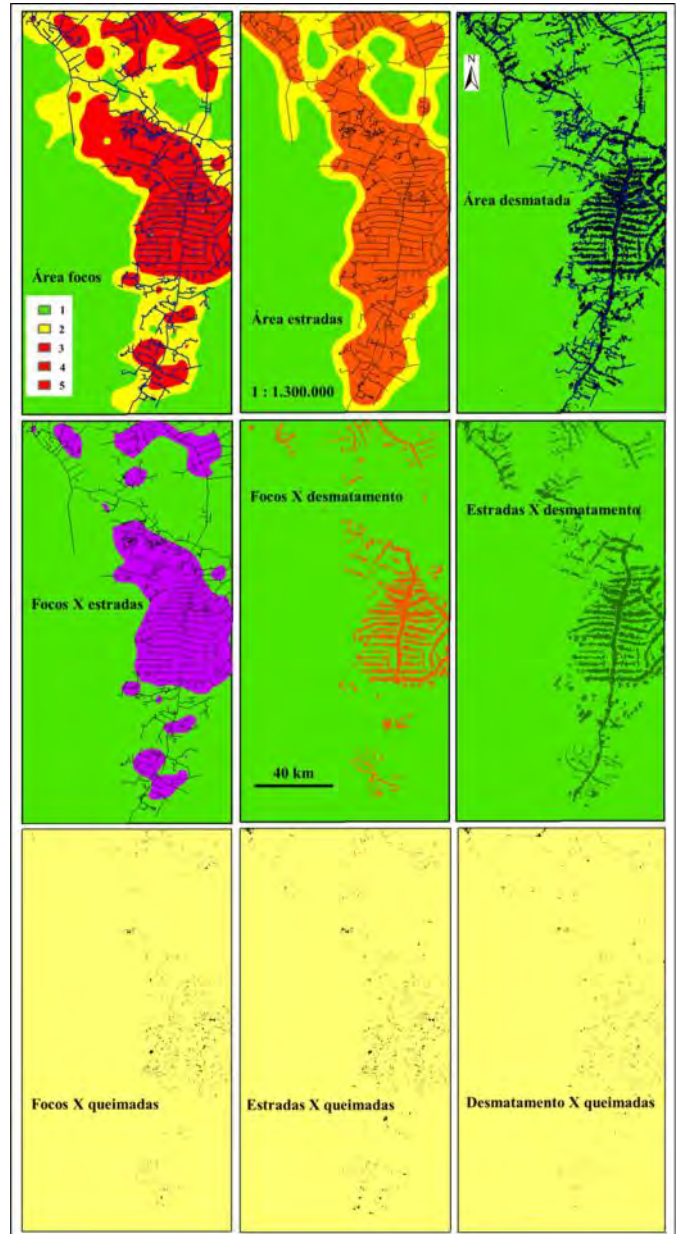 N
Área desmatada
Área focos
1
2
3
4
5
Área estradas
1 : 1.300.000
Focos X estradas
Focos X desmatamento
40 km
Estradas X desmatamento
Focos X queimadas
Estradas X queimadas
Desmatamento X queimadas